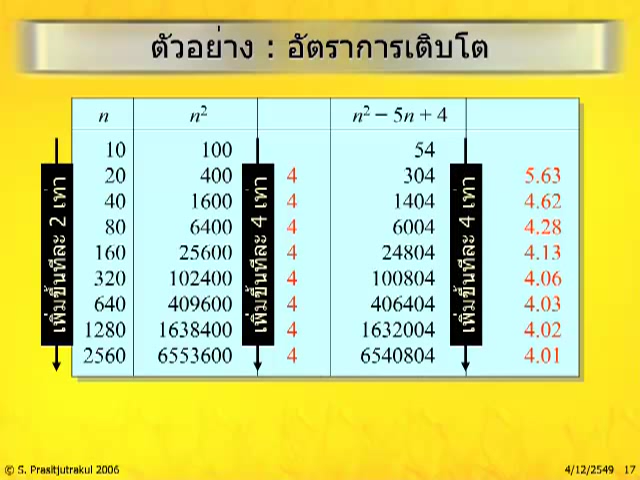 ตัวอย่าง : อัตราการเติบโต
n n² n² − 5n + 4
10 100 54
20 400 4 304 5.63
40 1600 4 1404 4.62
80 6400 4 6004 4.28
160 25600 4 24804 4.13
320 102400 4 100804 4.06
640 409600 4 406404 4.03
1280 1638400 4 1632004 4.02
2560 6553600 4 6540804 4.01
เพิ่มขึ้นทีละ 2 เท่า
เพิ่มขึ้นทีละ 4 เท่า
เพิ่มขึ้นทีละ 4 เท่า
© S. Prasitjutrakul 2006
4/12/2549 17